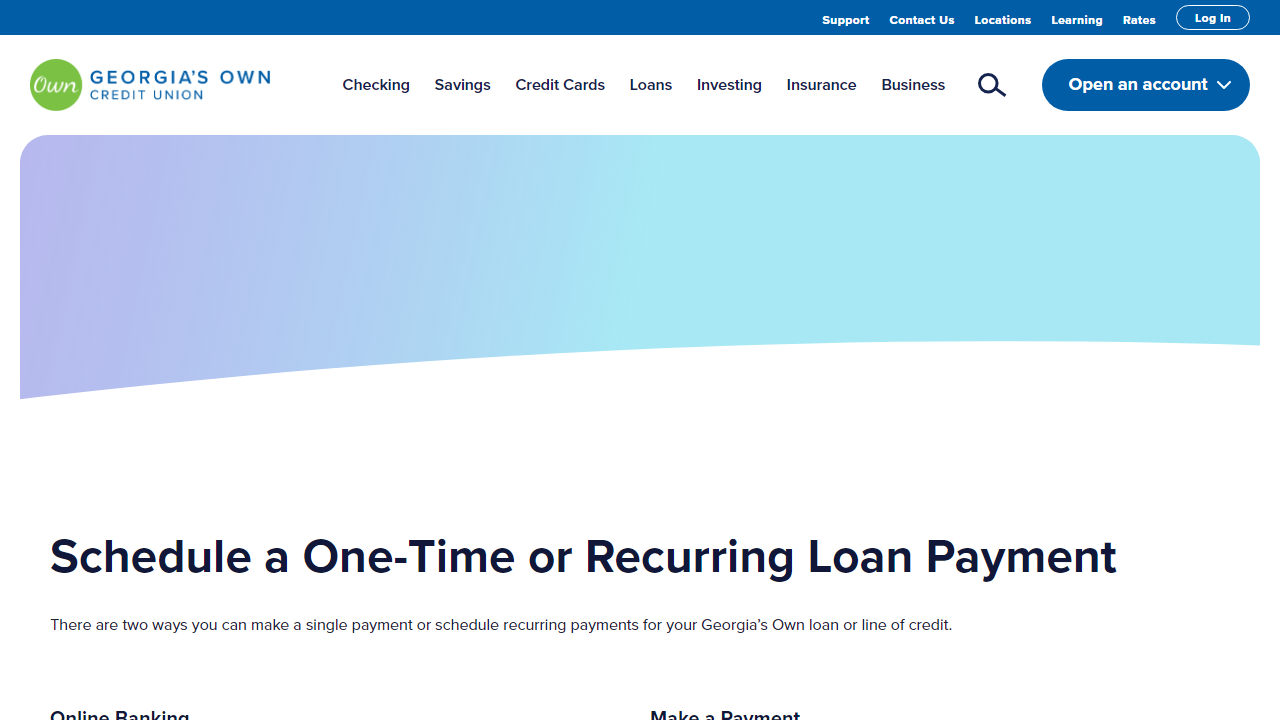 Support Contact Us Locations Learning Rates Log In
Own GEORGIA'S OWN
CREDIT UNION
Checking Savings Credit Cards Loans Investing Insurance Business Open an account
Schedule a One-Time or Recurring Loan Payment
There are two ways you can make a single payment or schedule recurring payments for your Georgia's Own loan or line of credit.
Online Banking Make a Payment